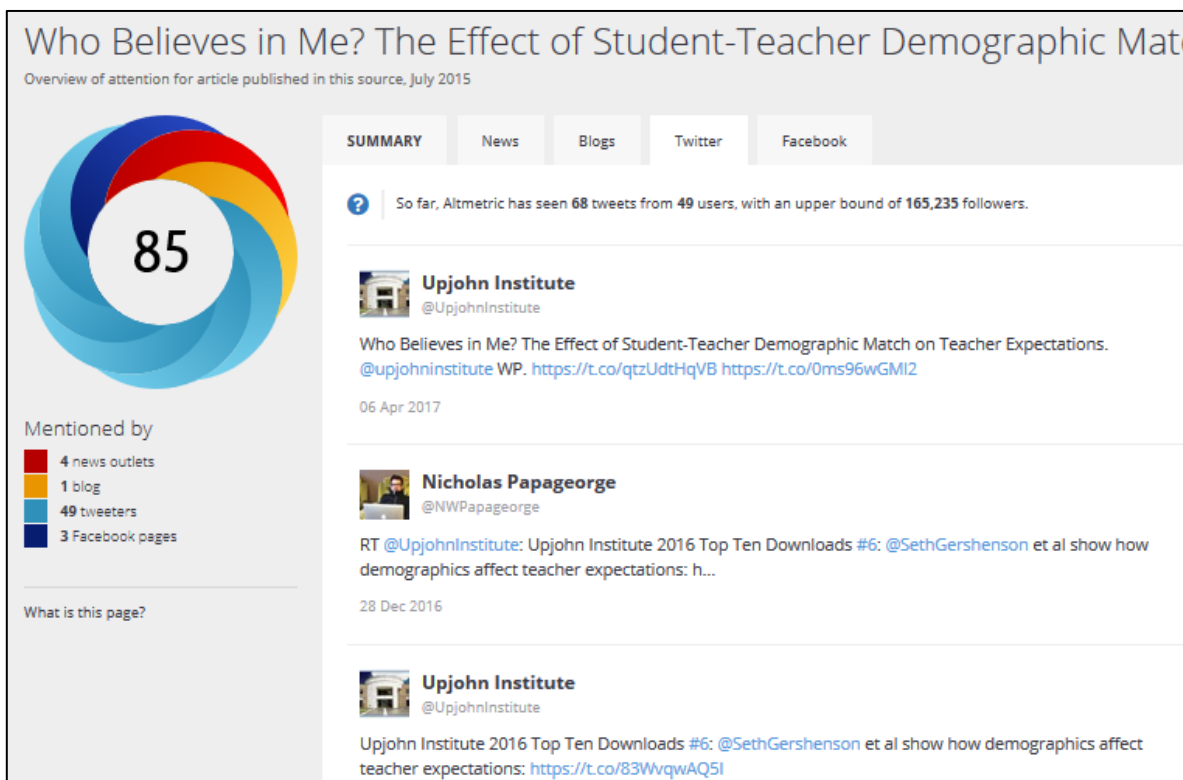 Who Believes in Me? The Effect of Student-Teacher Demographic Mat
Overview of attention for article published in this source, July 2015
SUMMARY
News
Blogs
Twitter
Facebook
? So far, Altmetric has seen 68 tweets from 49 users, with an upper bound of 165,235 followers.
85
Mentioned by
4 news outlets
1 blog
49 tweeters
3 Facebook pages
What is this page?
Upjohn Institute
@UpjohnInstitute
Who Believes in Me? The Effect of Student-Teacher Demographic Match on Teacher Expectations.
@upjohninstitute WP. https://t.co/qtzUdtHqVB https://t.co/0ms96wGMI2
06 Apr 2017
Nicholas Papageorge
@NWPapageorge
RT @UpjohnInstitute: Upjohn Institute 2016 Top Ten Downloads #6: @SethGershenson et al show how
demographics affect teacher expectations: h...
28 Dec 2016
Upjohn Institute
@UpjohnInstitute
Upjohn Institute 2016 Top Ten Downloads #6: @SethGershenson et al show how demographics affect
teacher expectations: https://t.co/83WvqwAQ5I